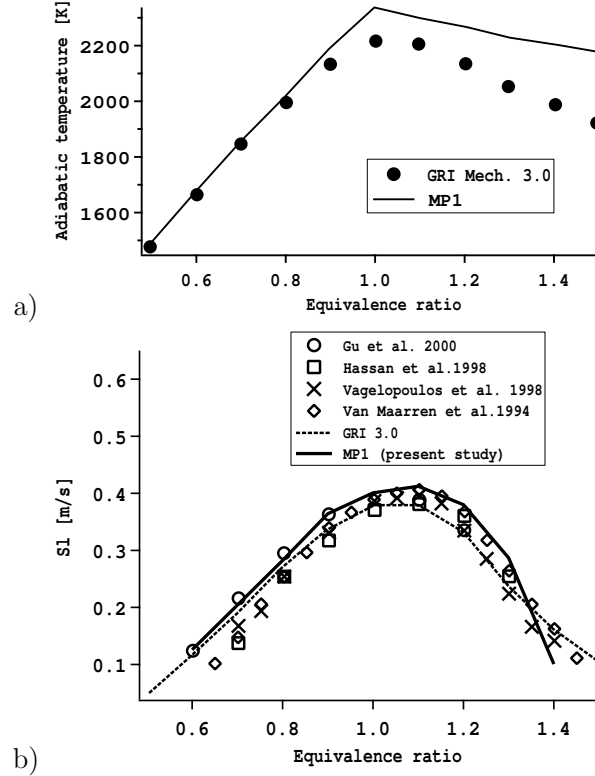 Adiabatic temperature [K]
2200
2000
1800
1600
GRI Mech. 3.0
MP1
0.6
0.8
1.0
1.2
1.4
Equivalence ratio
a)
Gu et al. 2000
Hassan et al.1998
Vagelopoulos et al. 1998
Van Maarren et al.1994
GRI 3.0
MP1 (present study)
Sl [m/s]
0.6
0.5
0.4
0.3
0.2
0.1
0.6
0.8
1.0
1.2
1.4
Equivalence ratio
b)